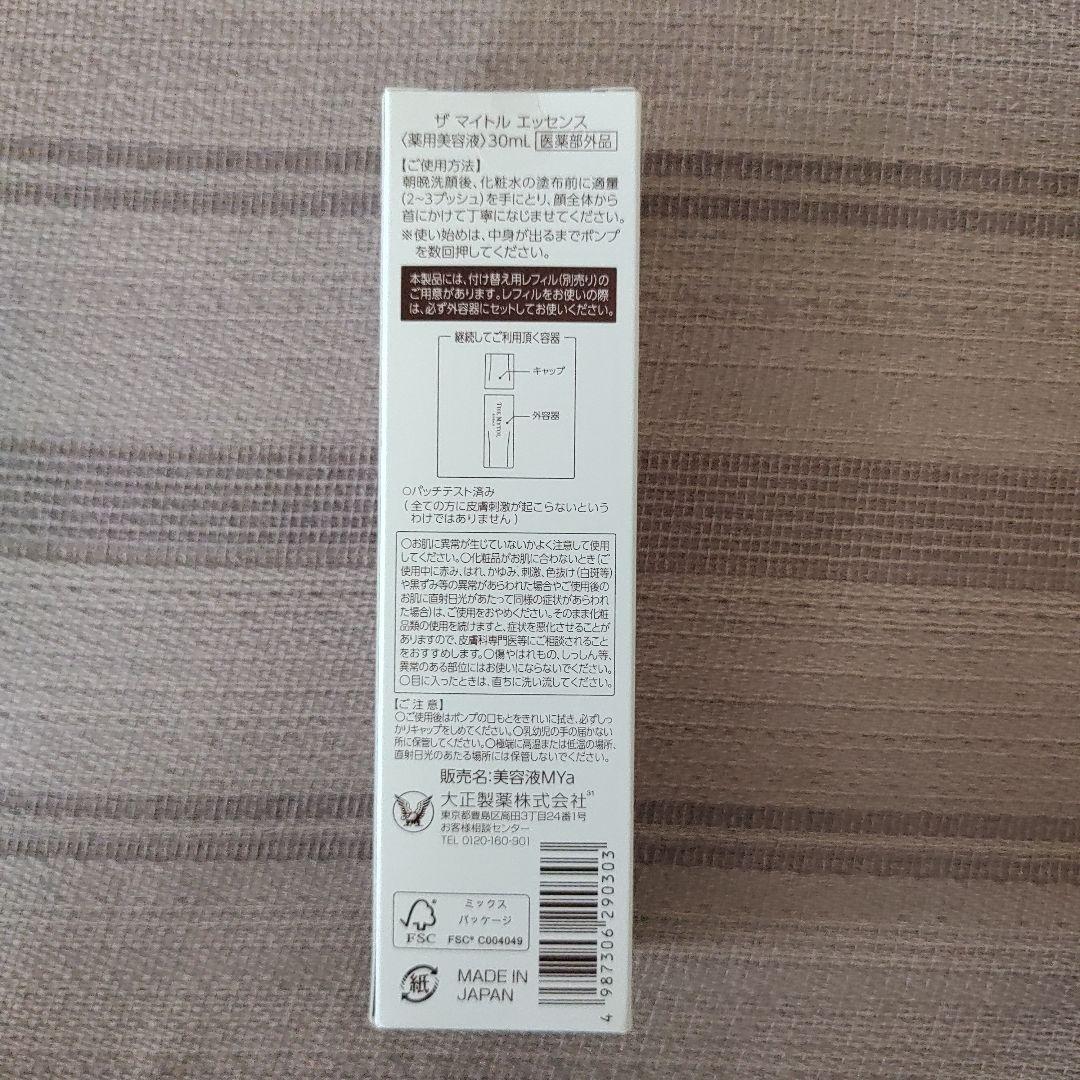 ザ マイトル エッセンス
〈薬用美容液〉30mL 医薬部外品
【ご使用方法】
朝晩洗顔後、化粧水の塗布前に適量
(2~3プッシュ)を手にとり、顔全体から
首にかけて丁寧になじませてください。
※使い始めは、中身が出るまでポンプ
を数回押してください。
本製品には、付け替え用レフィル(別売り)の
ご用意があります。レフィルをお使いの際
は、必ず外容器にセットしてお使いください。
継続してご利用頂く容器
キャップ
THE MYTOL
外容器
○パッチテスト済み
(全ての方に皮膚刺激が起こらないという
わけではありません)
○お肌に異常が生じていないかよく注意して使用
してください。○化粧品がお肌に合わないとき(ご
使用中に赤み、はれ、かゆみ、刺激、色抜け(白斑等)
や黒ずみ等の異常があらわれた場合やご使用後の
お肌に直射日光があたって同様の症状があらわれ
た場合)は、ご使用をおやめください。そのまま化粧
品類の使用を続けますと、症状を悪化させることが
ありますので、皮膚科専門医等にご相談されること
をおすすめします。○傷やはれもの、しっしん等、
異常のある部位にはお使いにならないでください。
○目に入ったときは、直ちに洗い流してください。
【ご注意】
○ご使用後はポンプの口もとをきれいに拭き、必ずしっ
かりキャップをしめてください。○乳幼児の手の届かない
所に保管してください。○極端に高温または低温の場所、
直射日光のあたる場所には保管しないでください。
販売名:美容液MYa
大正製薬株式会社31
東京都豊島区高田3丁目24番1号
お客様相談センター
TEL 0120-160-901
ミックス
パッケージ
FSC
FSC® C004049
紙
MADE IN
JAPAN
4 987306 290303